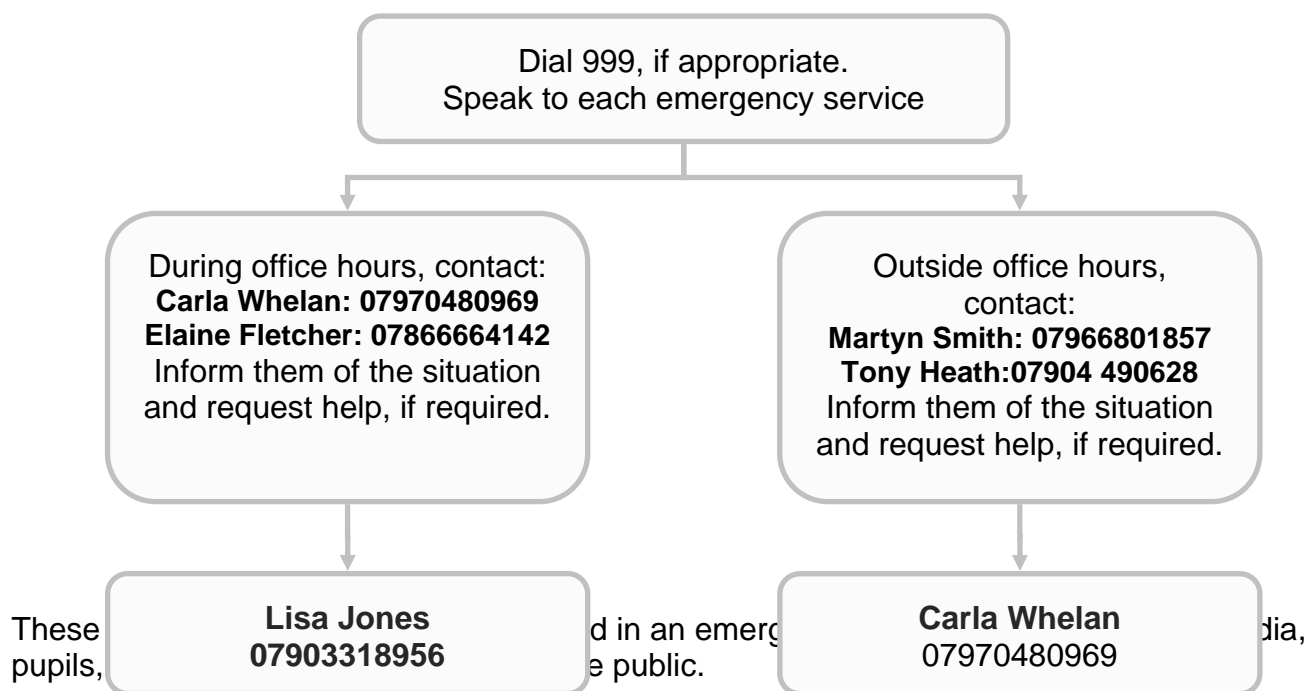 Dial 999, if appropriate.
Speak to each emergency service
During office hours, contact:
Carla Whelan: 07970480969
Elaine Fletcher: 07866664142
Inform them of the situation
and request help, if required.
Outside office hours,
contact:
Martyn Smith: 07966801857
Tony Heath:07904 490628
Inform them of the situation
and request help, if required.
Lisa Jones
07903318956
Carla Whelan
07970480969
These d in an emerg dia,
pupils, e public.